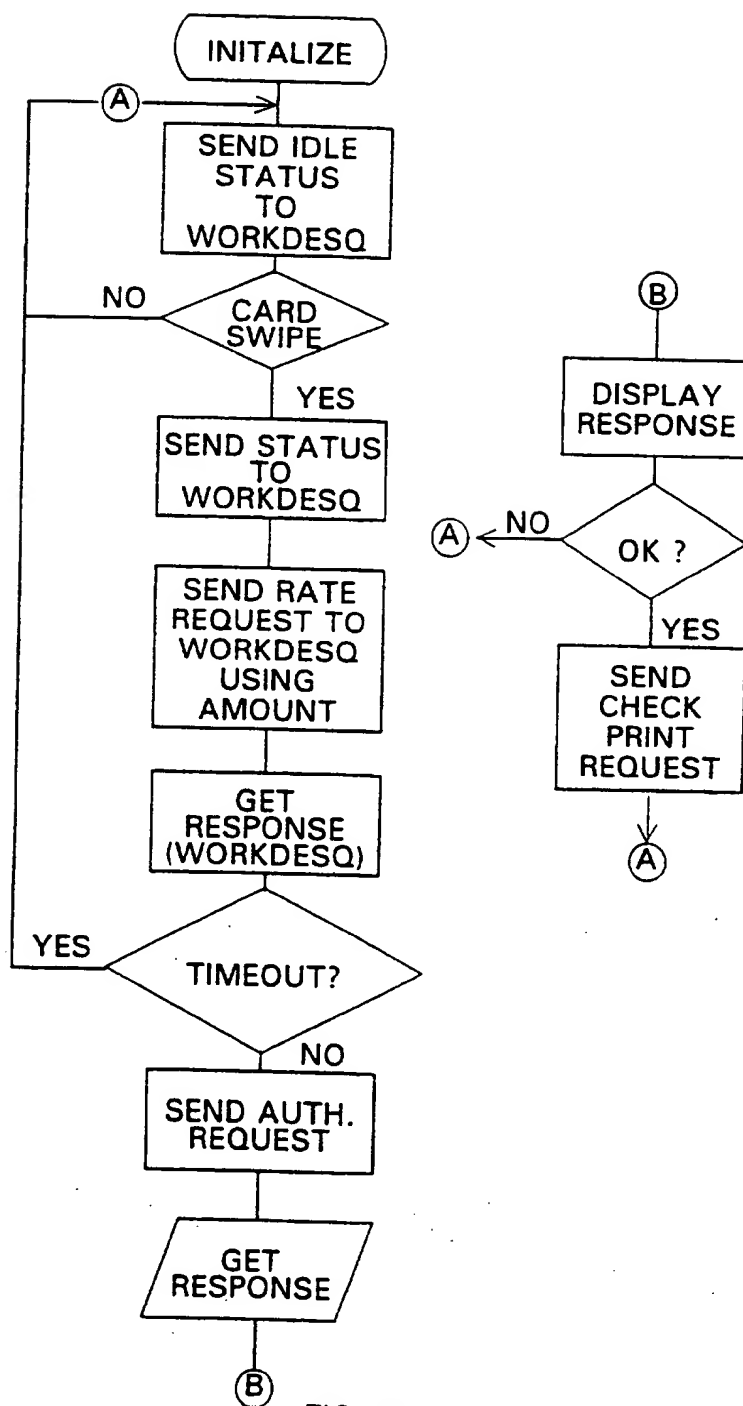 INITALIZE
A
SEND IDLE
STATUS
TO
WORKDESQ
NO
CARD
SWIPE
YES
SEND STATUS
TO
WORKDESQ
SEND RATE
REQUEST TO
WORKDESQ
USING
AMOUNT
GET
RESPONSE
(WORKDESQ)
YES
TIMEOUT?
NO
SEND AUTH.
REQUEST
GET
RESPONSE
B
B
DISPLAY
RESPONSE
A
NO
OK ?
YES
SEND
CHECK
PRINT
REQUEST
A